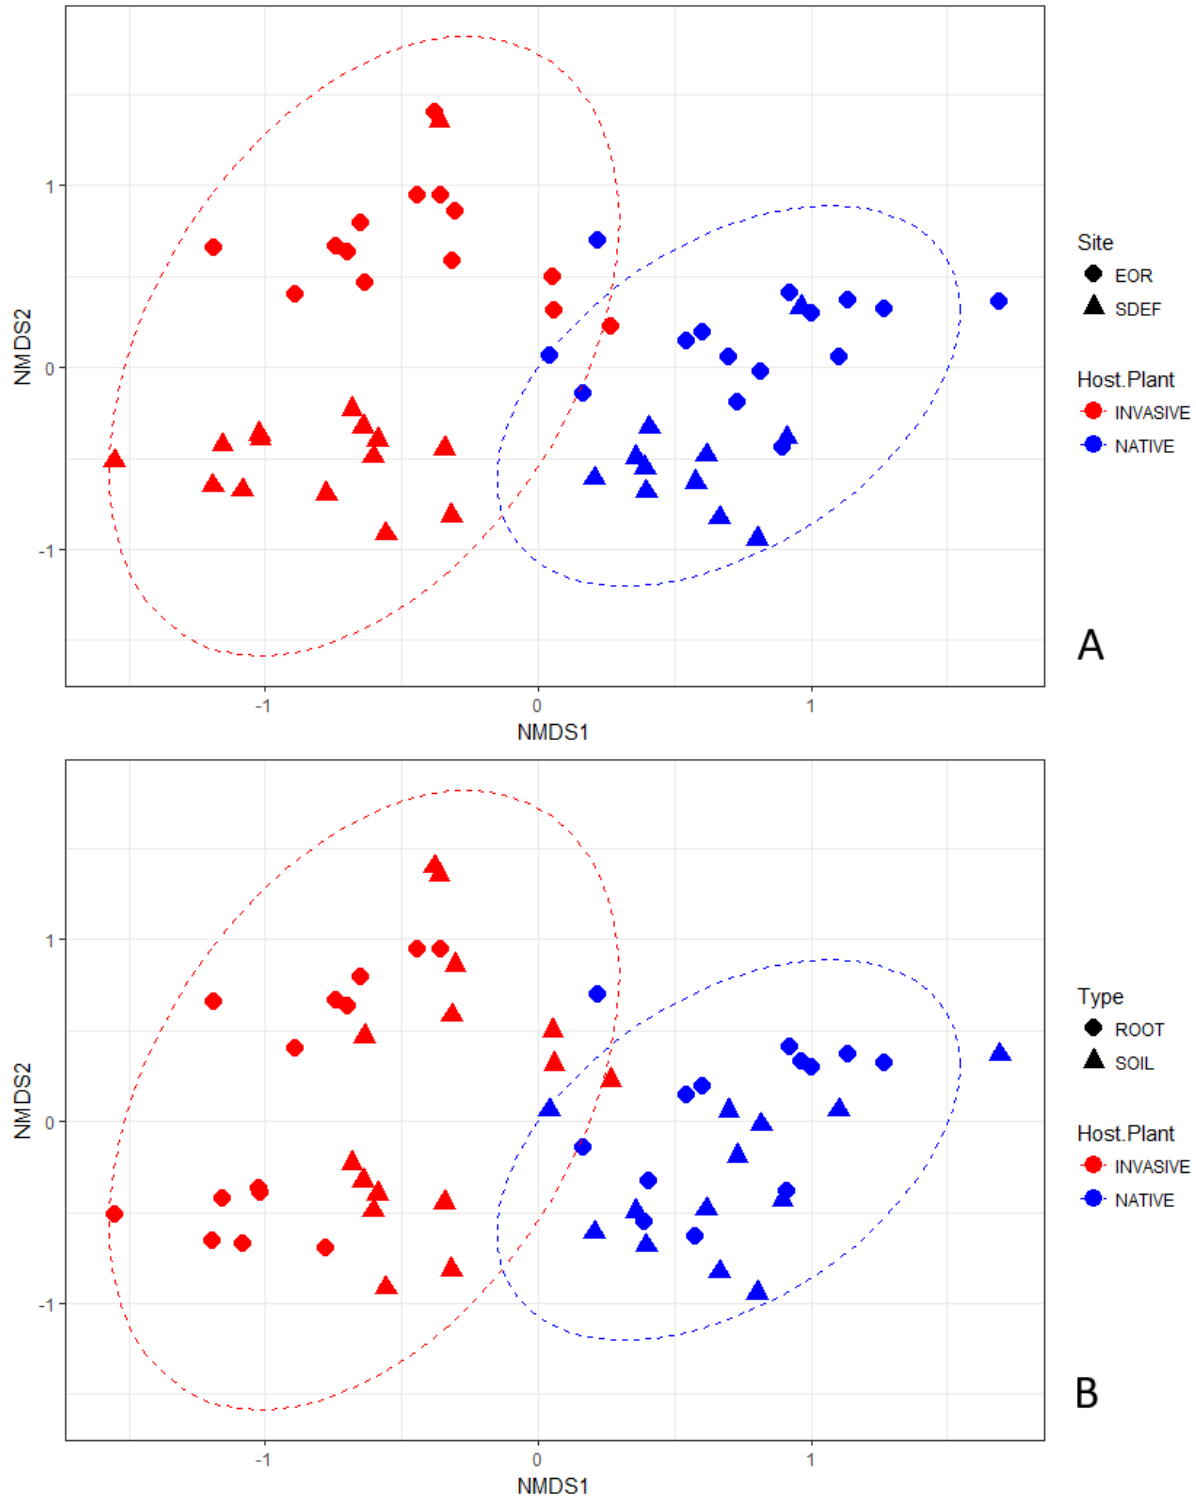 1
0
-1
NMDS2
-1
0
1
NMDS1
Site
EOR
SDEF
Host.Plant
INVASIVE
NATIVE
A
1
0
-1
NMDS2
-1
0
1
NMDS1
Type
ROOT
SOIL
Host.Plant
INVASIVE
NATIVE
B